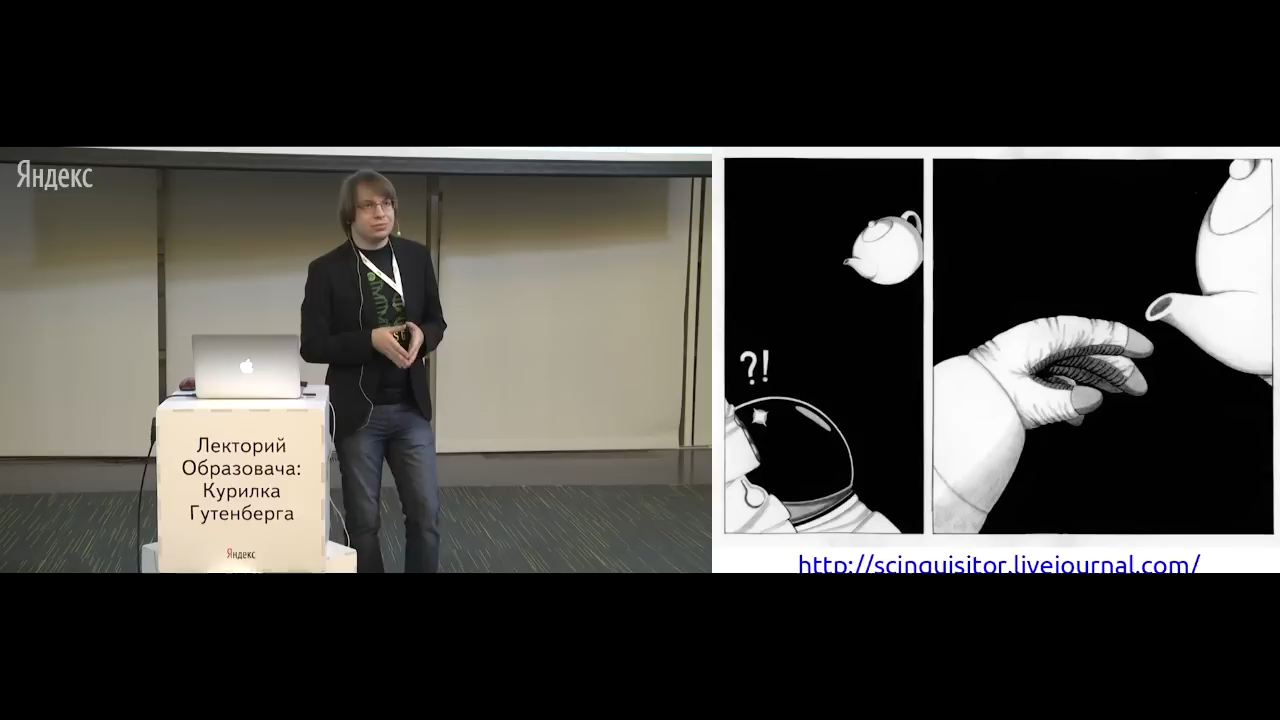 Яндекс
Лекторий
Образовача:
Курилка
Гутенберга
Яндекс
?!
http://scinquisitor.livejournal.com/